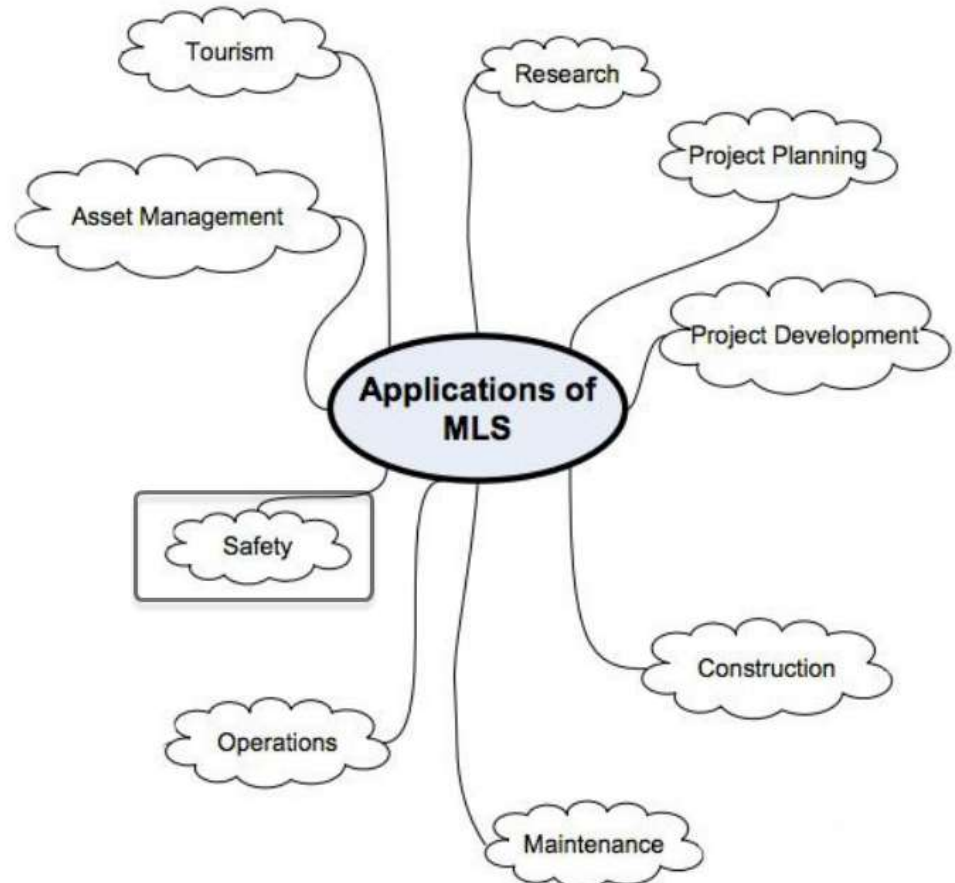 Tourism
Research
Project Planning
Asset Management
Project Development
Applications of
MLS
Safety
Construction
Operations
Maintenance